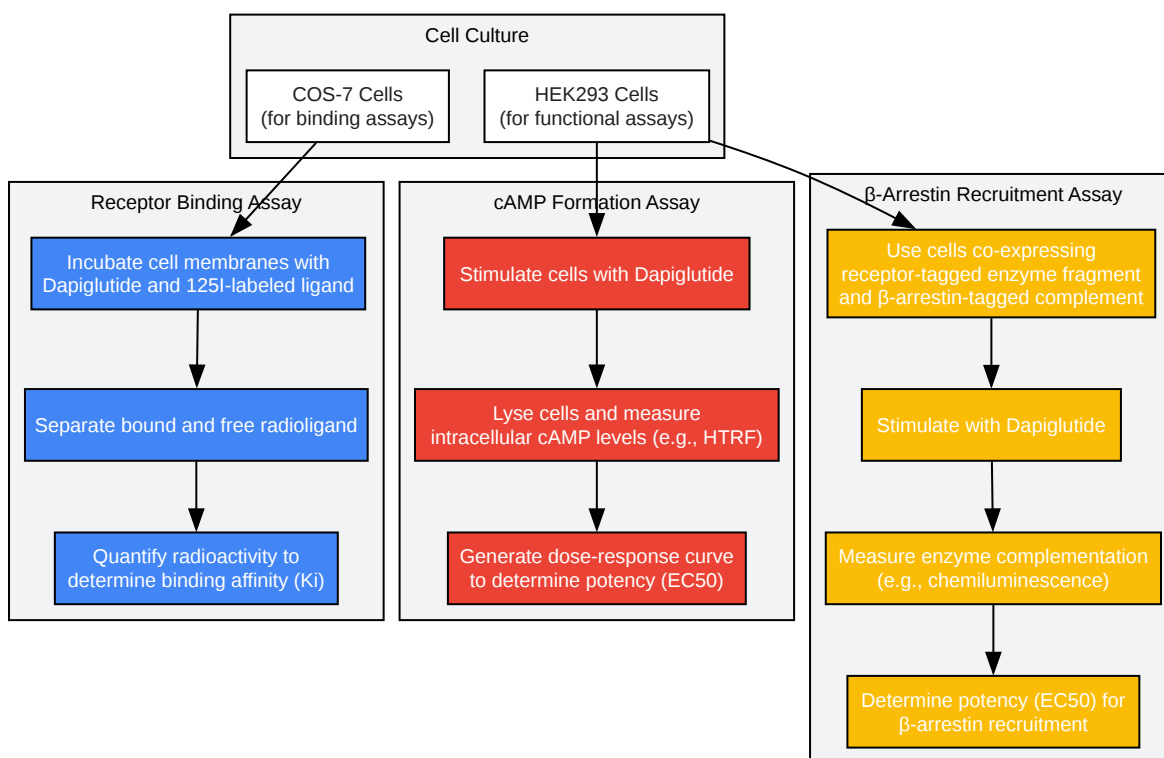 Cell Culture
COS-7 Cells
(for binding assays)
HEK293 Cells
(for functional assays)
Receptor Binding Assay
Incubate cell membranes with
Dapiglutide and 125I-labeled ligand
Separate bound and free radioligand
Quantify radioactivity to
determine binding affinity (Ki)
cAMP Formation Assay
Stimulate cells with Dapiglutide
Lyse cells and measure
intracellular cAMP levels (e.g., HTRF)
Generate dose-response curve
to determine potency (EC50)
β-Arrestin Recruitment Assay
Use cells co-expressing
receptor-tagged enzyme fragment
and β-arrestin-tagged complement
Stimulate with Dapiglutide
Measure enzyme complementation
(e.g., chemiluminescence)
Determine potency (EC50) for
β-arrestin recruitment